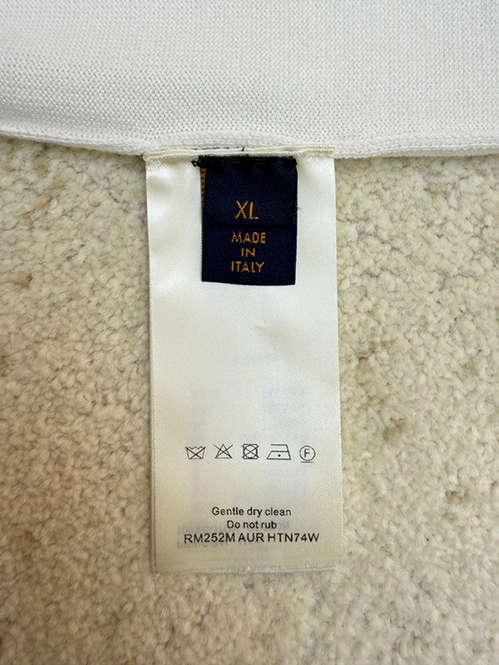 XL
MADE
IN
ITALY
F
Gentle dry clean
Do not rub
RM252M AUR HTN74W